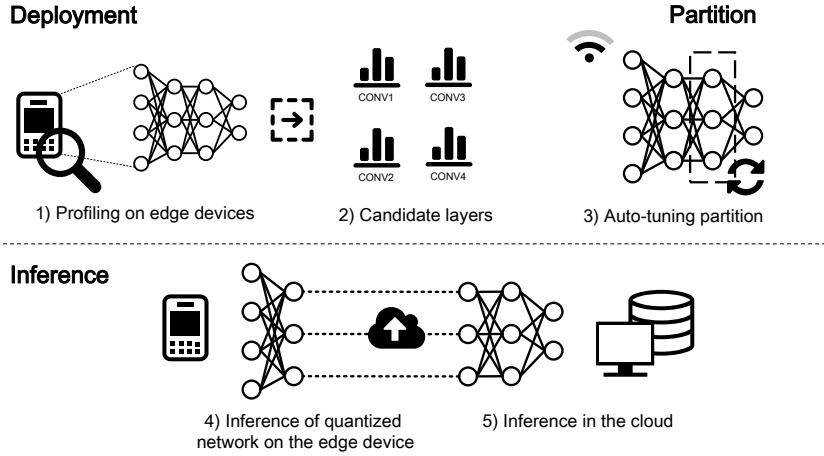 Deployment
Partition
CONV1
CONV3
CONV2
CONV4
1) Profiling on edge devices
2) Candidate layers
3) Auto-tuning partition
Inference
4) Inference of quantized
network on the edge device
5) Inference in the cloud